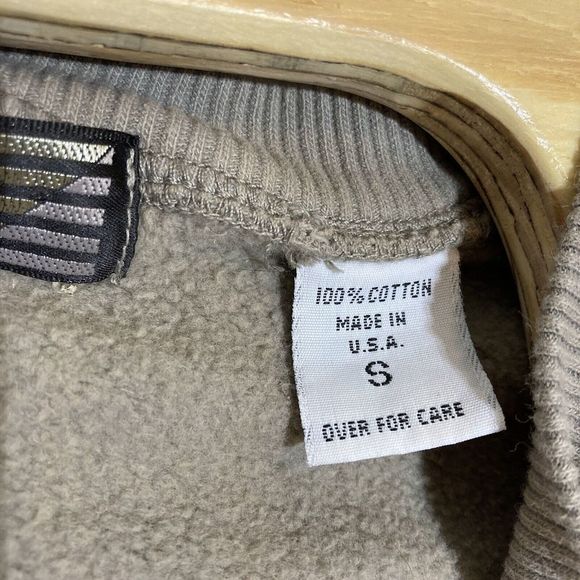 100% COTTON
MADE IN
U.S.A.
S
OVER FOR CARE